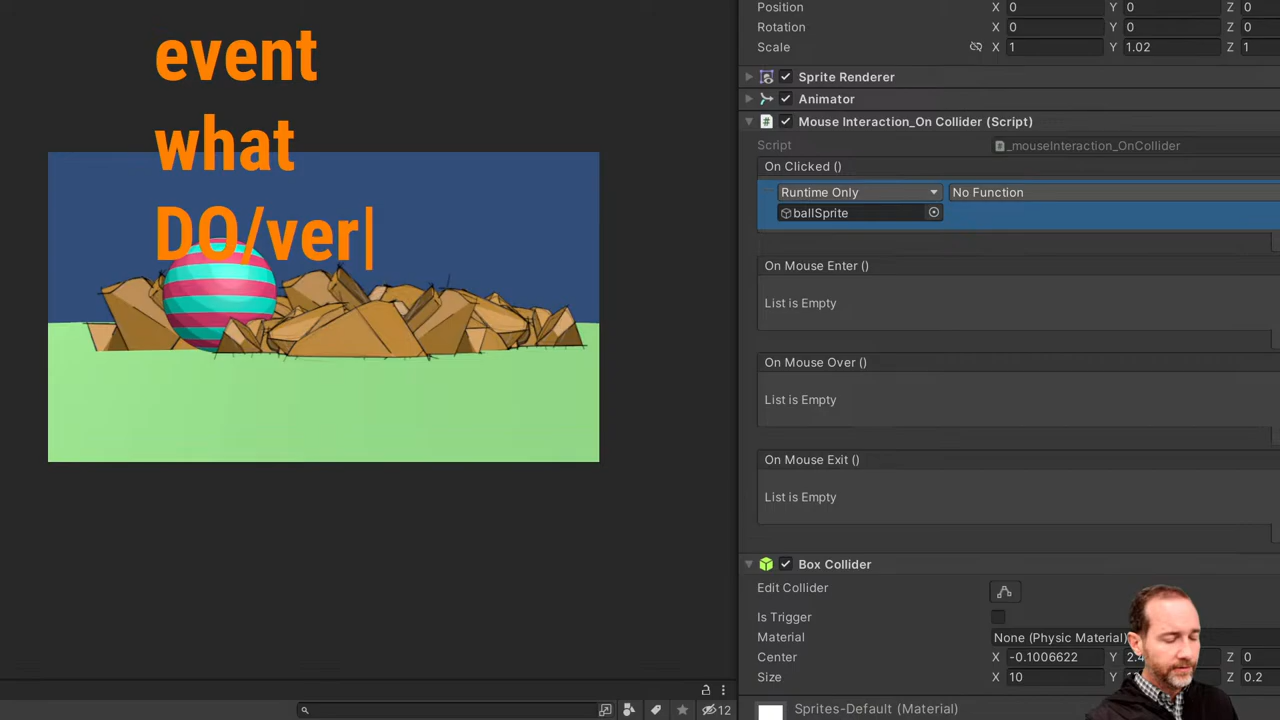 event
what
DO/ver|
Position X 0 Y 0 Z 0
Rotation X 0 Y 0 Z 0
Scale X 1 Y 1.02 Z 1
Sprite Renderer
Animator
# Mouse Interaction_On Collider (Script)
Script _mouseInteraction_OnCollider
On Clicked ()
Runtime Only No Function
ballSprite
On Mouse Enter ()
List is Empty
On Mouse Over ()
List is Empty
On Mouse Exit ()
List is Empty
Box Collider
Edit Collider
Is Trigger
Material None (Physic Material)
Center X -0.1006622 Y Z 0
Size X 10 Y Z 0.2
Sprites-Default (Material)
12